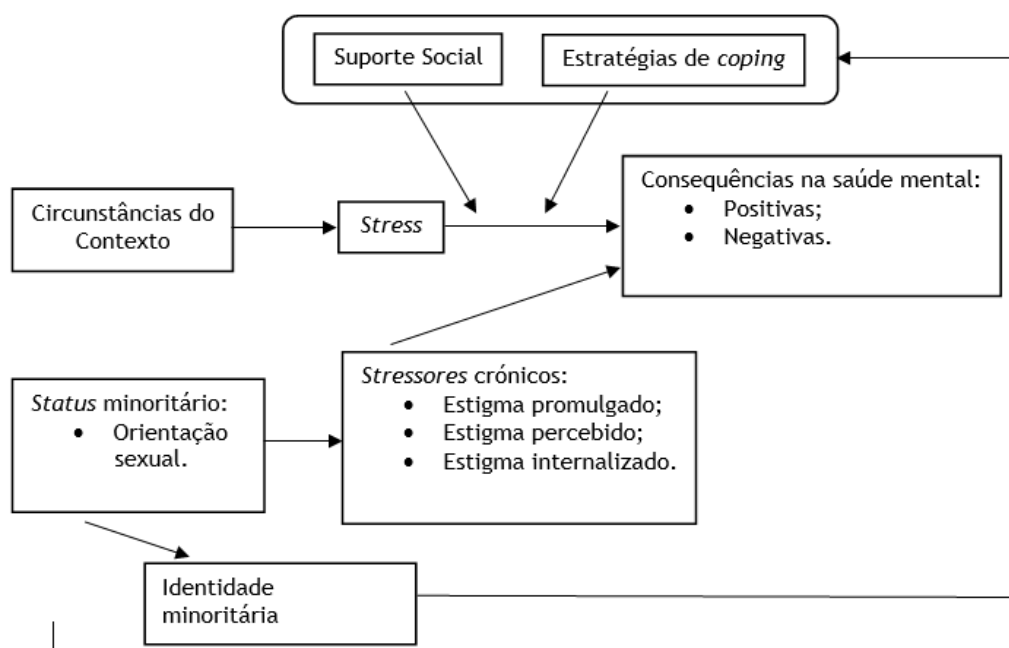 Suporte Social
Estratégias de coping
Consequências na saúde mental:
• Positivas;
• Negativas.
Circunstâncias do
Contexto
Stress
Stressores crónicos:
• Estigma promulgado;
• Estigma percebido;
• Estigma internalizado.
Status minoritário:
• Orientação
sexual.
Identidade
minoritária